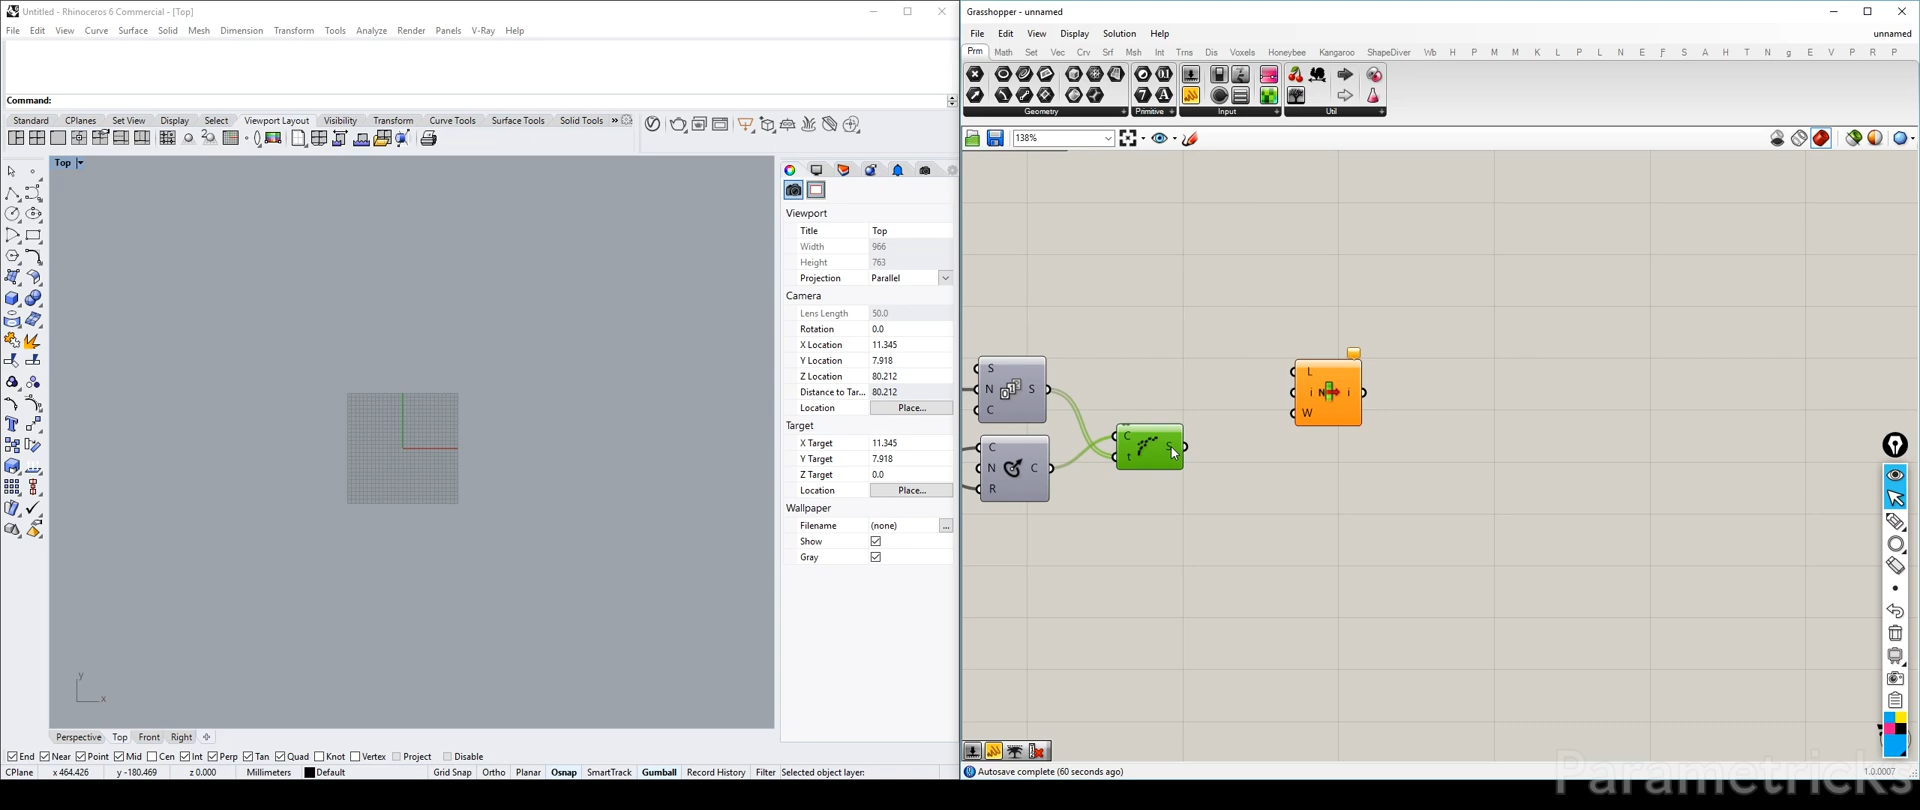 Untitled - Rhinoceros 6 Commercial - [Top]
File Edit View Curve Surface Solid Mesh Dimension Transform Tools Analyze Render Panels V-Ray Help
Command:
Standard CPlanes Set View Display Select Viewport Layout Visibility Transform Curve Tools Surface Tools Solid Tools »
Top
Viewport
Title Top
Width 966
Height 763
Projection Parallel
Camera
Lens Length 50.0
Rotation 0.0
X Location 11.345
Y Location 7.918
Z Location 80.212
Distance to Tar... 80.212
Location Place...
Target
X Target 11.345
Y Target 7.918
Z Target 0.0
Location Place...
Wallpaper
Filename (none) ...
Show
Gray
y
x
Perspective Top Front Right
End Near Point Mid Cen Int Perp Tan Quad Knot Vertex Project Disable
CPlane x 464.426 y -180.469 z 0.000 Millimeters Default Grid Snap Ortho Planar Osnap SmartTrack Gumball Record History Filter Selected object layer:
Grasshopper - unnamed
File Edit View Display Solution Help unnamed
Prm Math Set Vec Crv Srf Msh Int Trns Dis Voxels Honeybee Kangaroo ShapeDiver Wb H P M M K L P L N E F S A H T N g E V P R P
Geometry Primitive Input Util
138%
S
N S
C
C
N C
R
C S
t
L
i N i
W
Autosave complete (60 seconds ago)
1.0.0007
Parametricks